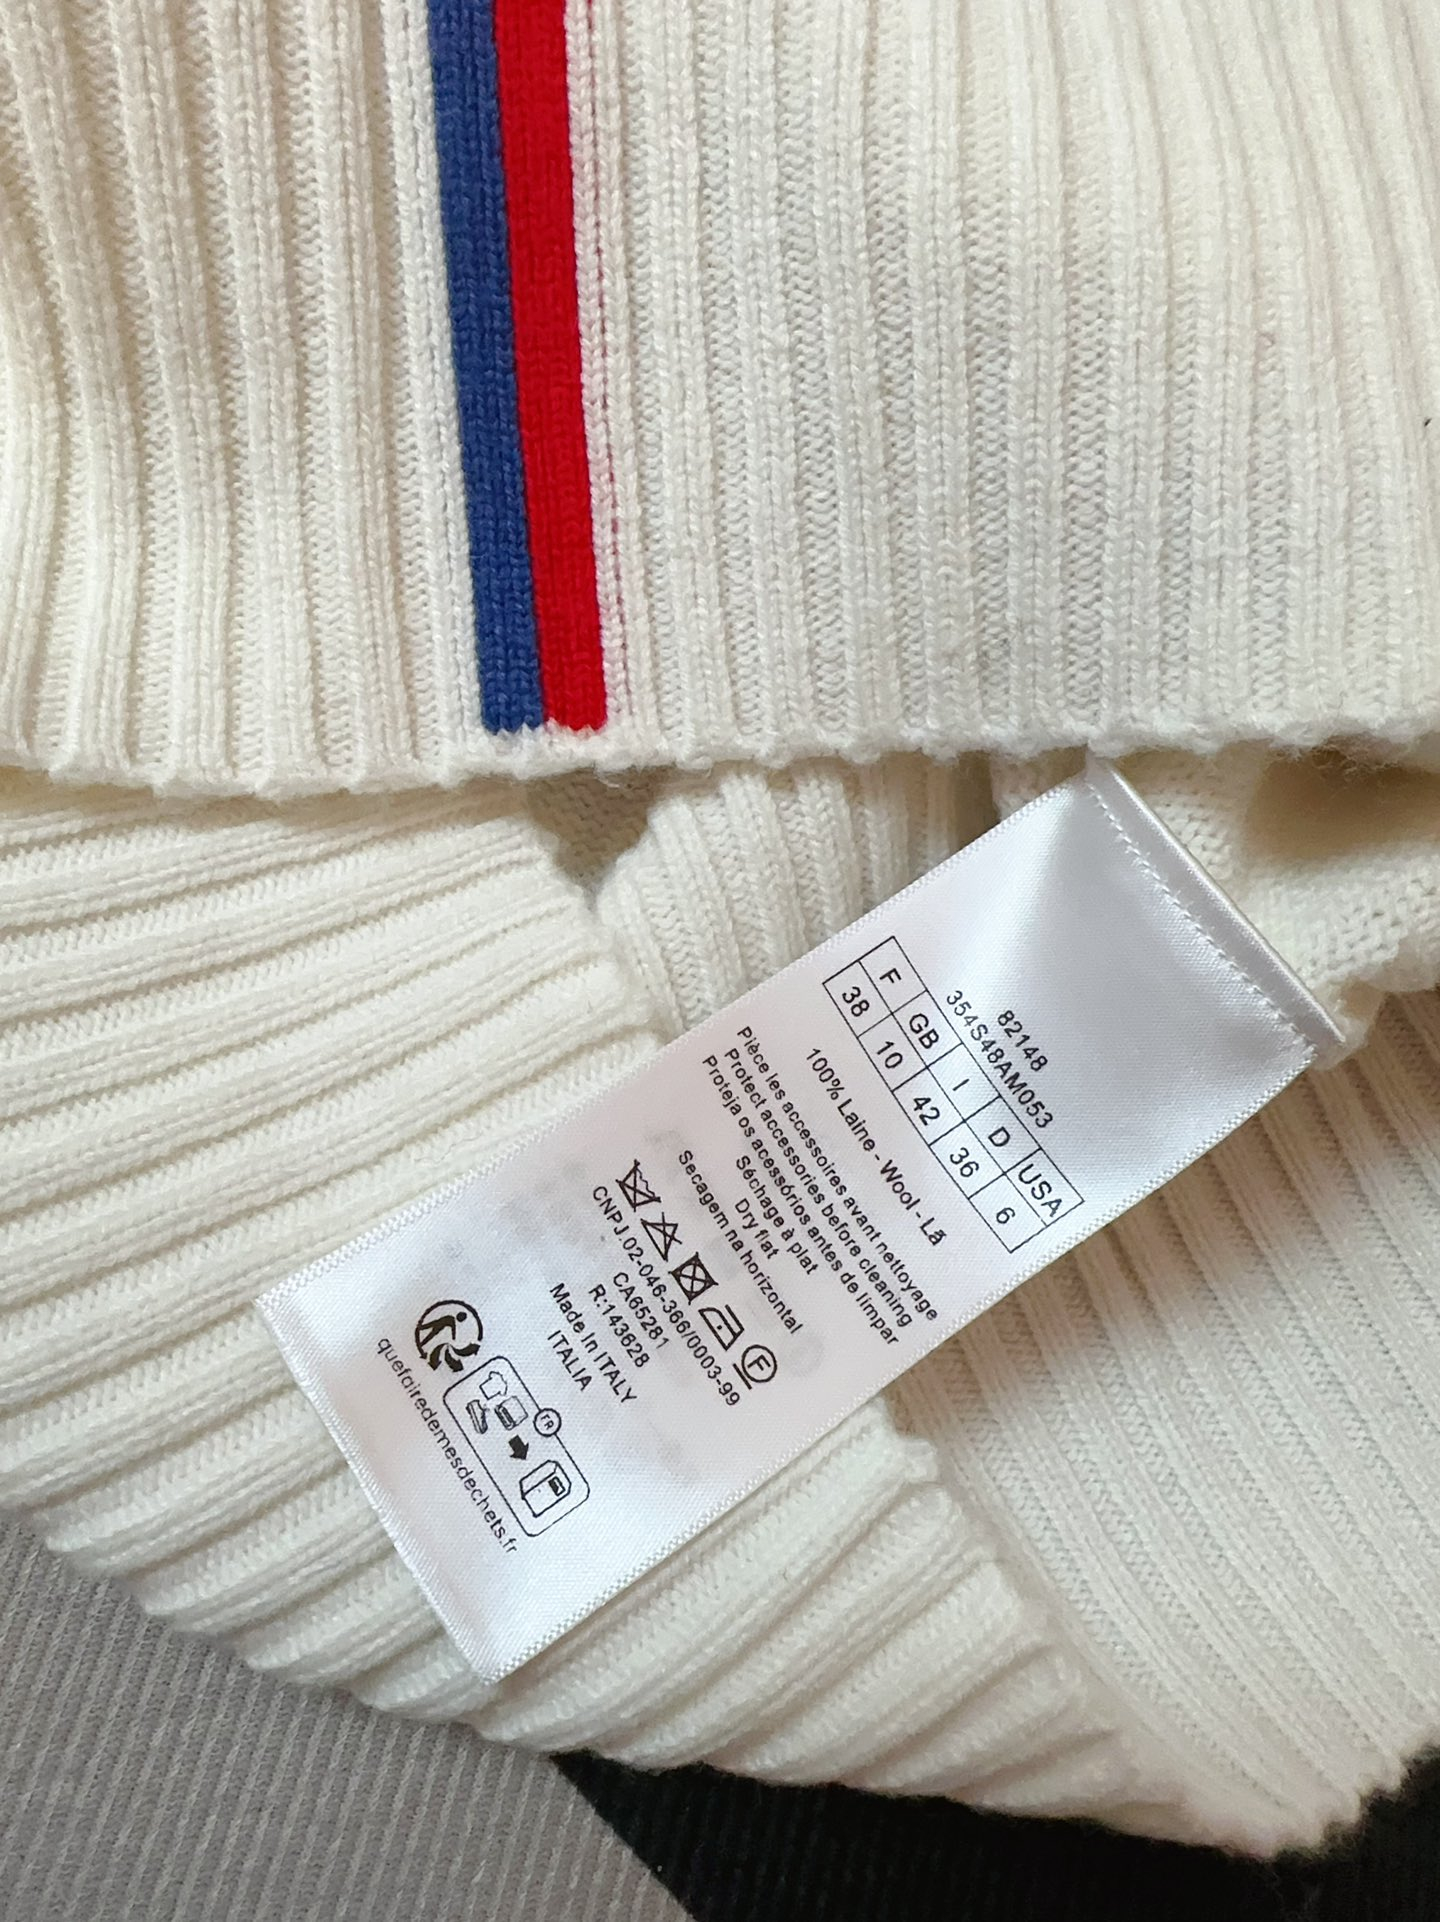 82148
354S48AM053
F GB I D USA
38 10 42 36 6
100% Laine - Wool - Lã
Pièce les accessoires avant nettoyage
Protect accessories before cleaning
Proteja os acessórios antes de limpar
Séchage à plat
Dry flat
Secagem na horizontal
F
CNPJ.02-046-366/0003-99
CA65281
R:143628
Made In ITALY
ITALIA
FR
quefairedemesdechets.fr